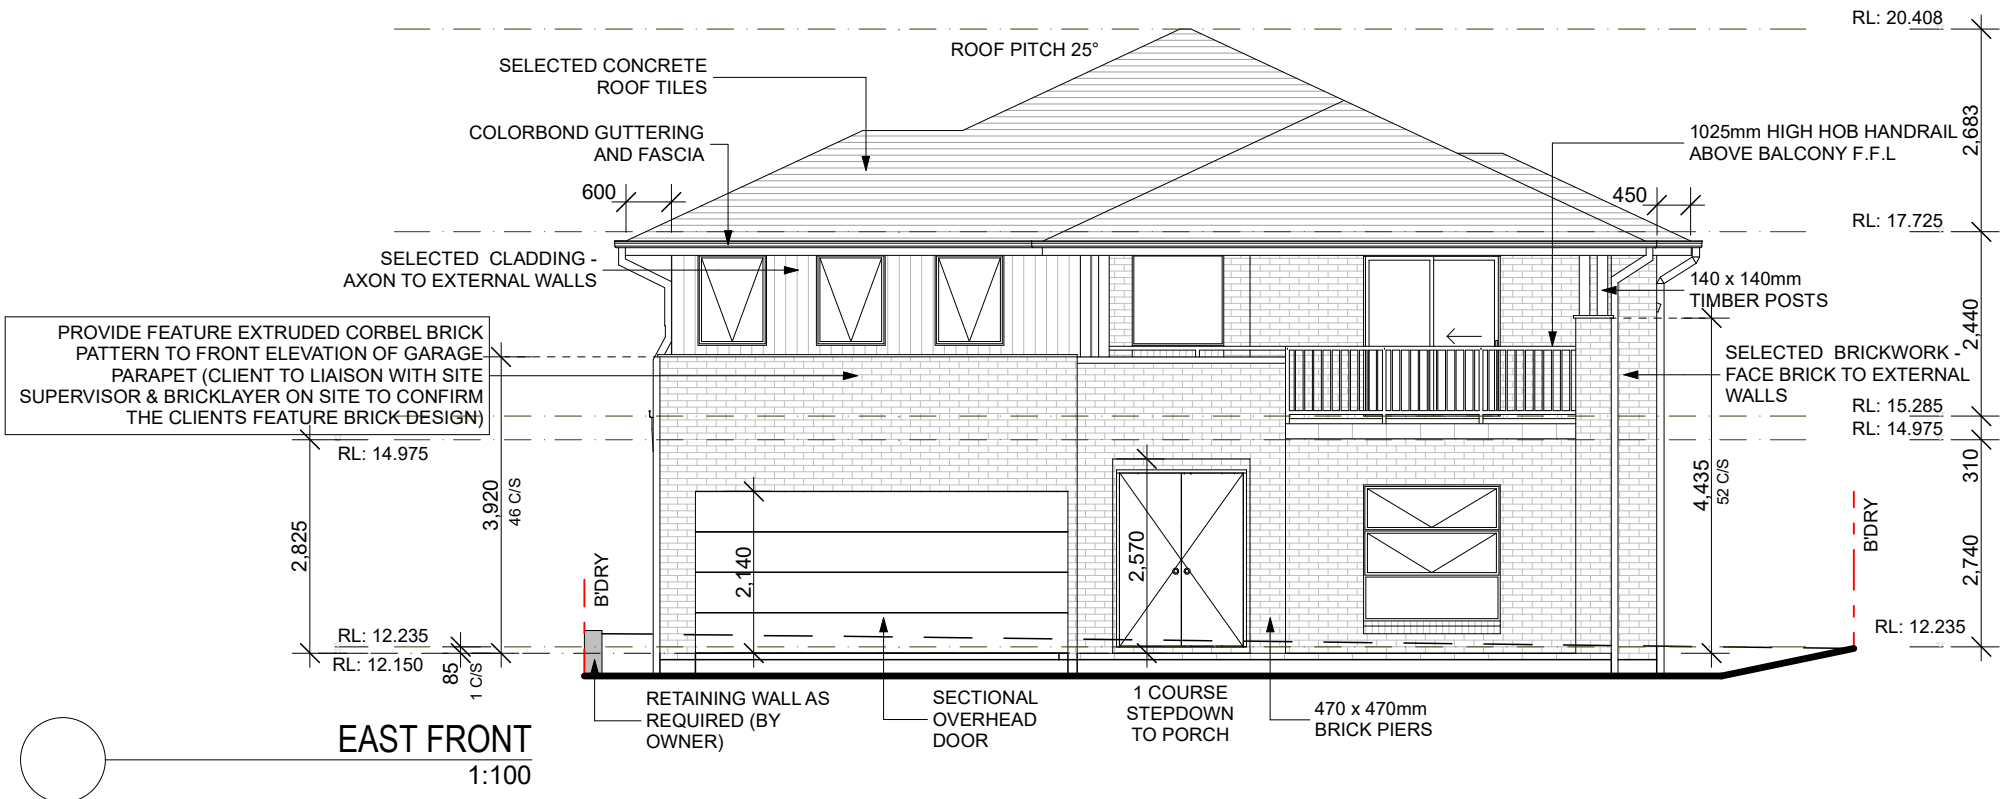 RL: 20.408
ROOF PITCH 25°
SELECTED CONCRETE
ROOF TILES
COLORBOND GUTTERING
AND FASCIA
600
1025mm HIGH HOB HANDRAIL
ABOVE BALCONY F.F.L
2,683
450
RL: 17.725
SELECTED CLADDING -
AXON TO EXTERNAL WALLS
140 x 140mm
TIMBER POSTS
PROVIDE FEATURE EXTRUDED CORBEL BRICK
PATTERN TO FRONT ELEVATION OF GARAGE
PARAPET (CLIENT TO LIAISON WITH SITE
SUPERVISOR & BRICKLAYER ON SITE TO CONFIRM
THE CLIENTS FEATURE BRICK DESIGN)
2,440
SELECTED BRICKWORK -
FACE BRICK TO EXTERNAL
WALLS
RL: 15.285
RL: 14.975
RL: 14.975
310
2,825
3,920
46 C/S
2,140
2,570
4,435
52 C/S
B'DRY
B'DRY
2,740
RL: 12.235
RL: 12.235
RL: 12.150
85
1 C/S
RETAINING WALL AS
REQUIRED (BY
OWNER)
SECTIONAL
OVERHEAD
DOOR
1 COURSE
STEPDOWN
TO PORCH
470 x 470mm
BRICK PIERS
EAST FRONT
1:100